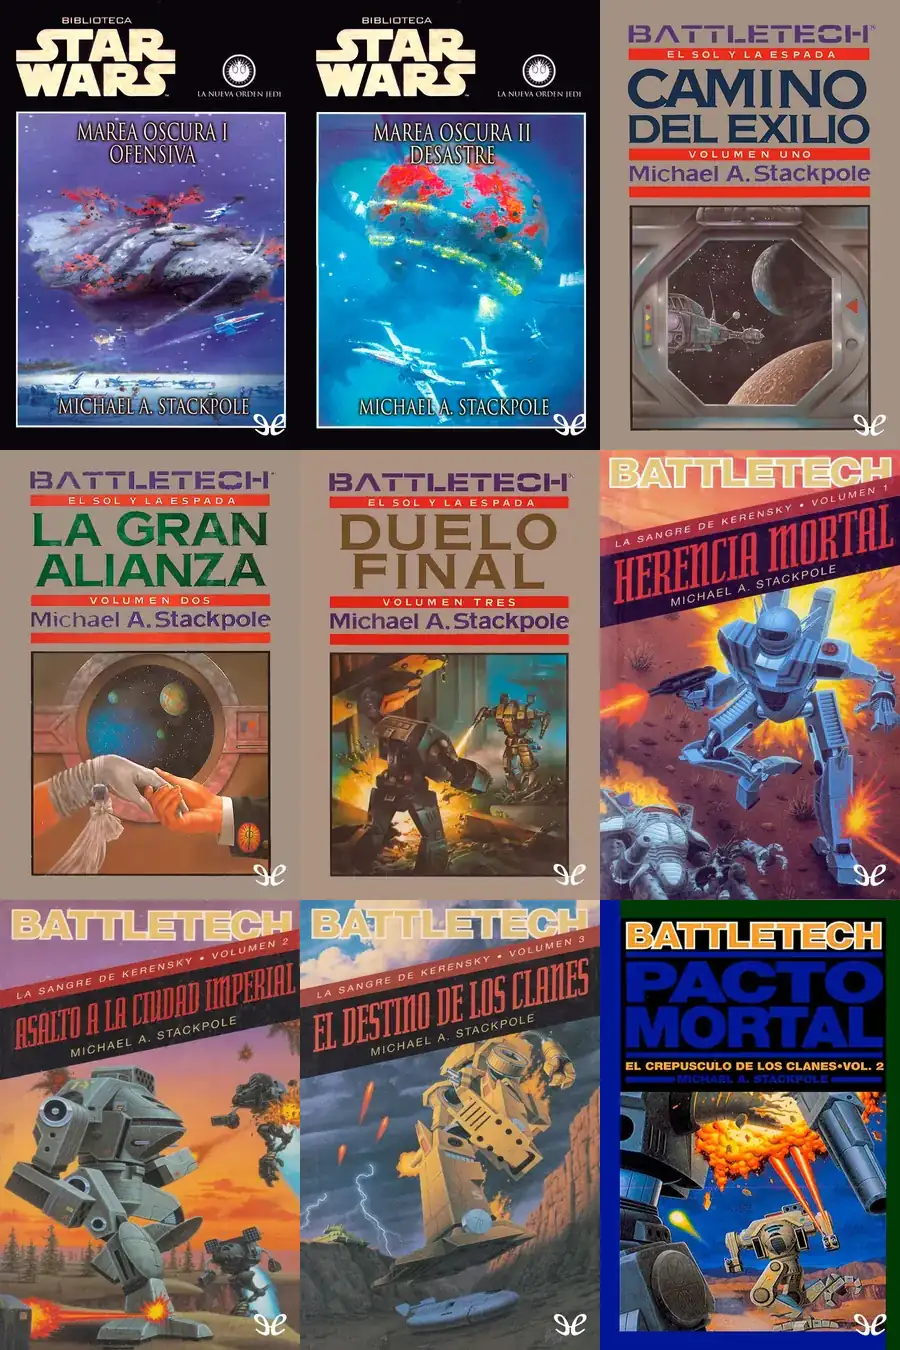 BIBLIOTECA
STAR
WARS
LA NUEVA ORDEN JEDI
MAREA OSCURA I
OFENSIVA
MICHAEL A. STACKPOLE
BIBLIOTECA
STAR
WARS
LA NUEVA ORDEN JEDI
MAREA OSCURA II
DESASTRE
MICHAEL A. STACKPOLE
BATTLETECH
EL SOL Y LA ESPADA
CAMINO
DEL EXILIO
VOLUMEN UNO
Michael A. Stackpole
BATTLETECH
EL SOL Y LA ESPADA
LA GRAN
ALIANZA
VOLUMEN DOS
Michael A. Stackpole
BATTLETECH
EL SOL Y LA ESPADA
DUELO
FINAL
VOLUMEN TRES
Michael A. Stackpole
BATTLETECH
LA SANGRE DE KERENSKY • VOLUMEN 1
HERENCIA MORTAL
MICHAEL A. STACKPOLE
BATTLETECH
LA SANGRE DE KERENSKY • VOLUMEN 2
ASALTO A LA CIUDAD IMPERIAL
MICHAEL A. STACKPOLE
BATTLETECH
LA SANGRE DE KERENSKY • VOLUMEN 3
EL DESTINO DE LOS CLANES
MICHAEL A. STACKPOLE
BATTLETECH
PACTO
MORTAL
EL CREPUSCULO DE LOS CLANES•VOL. 2
MICHAEL A. STACKPOLE